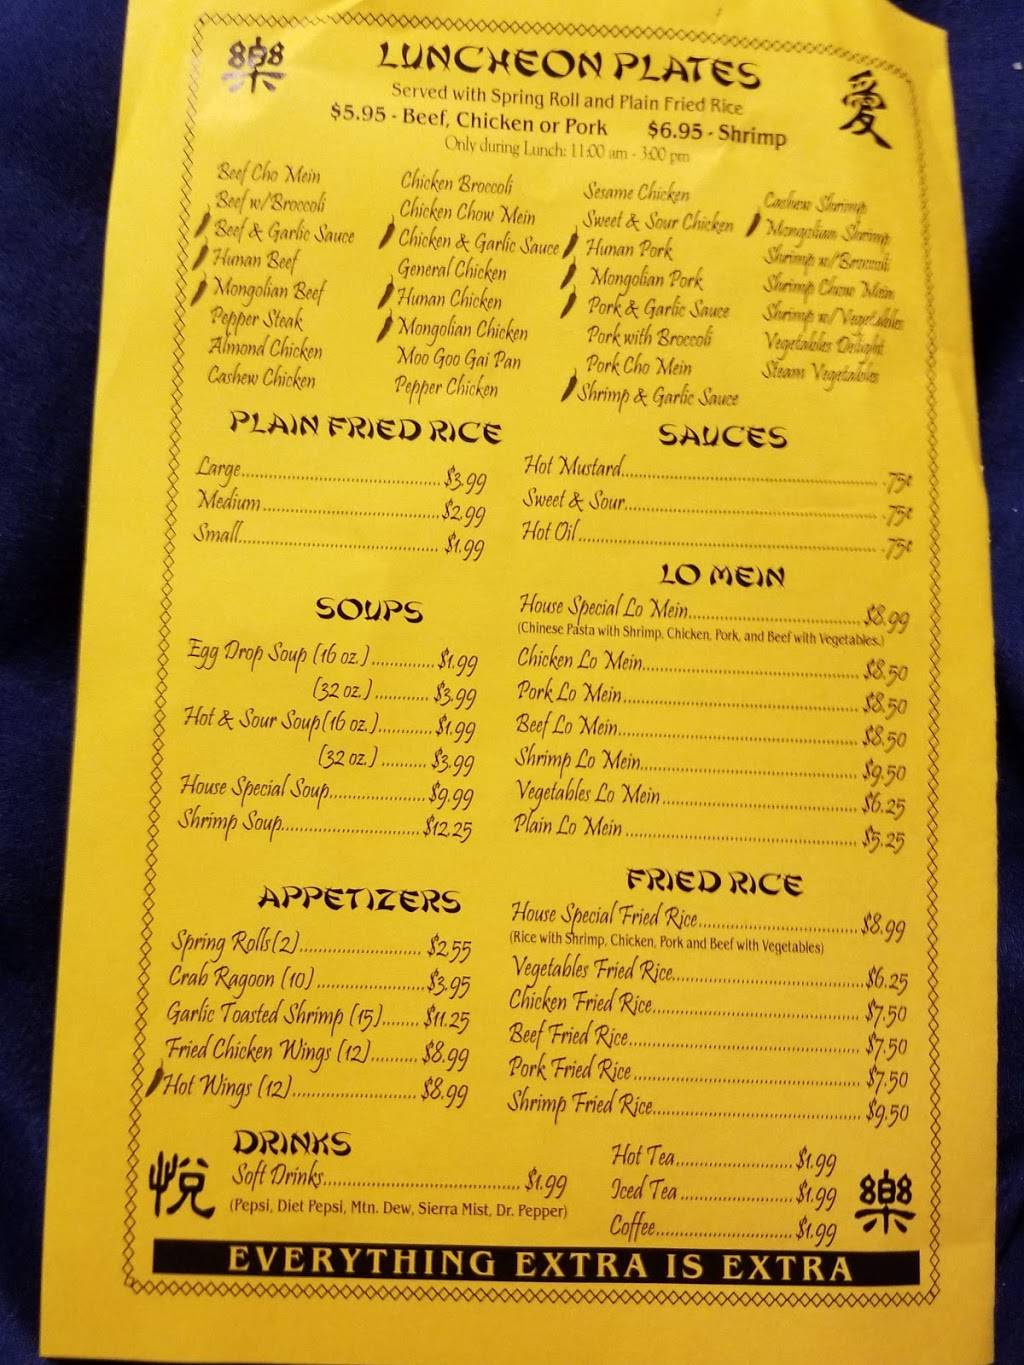 樂
LUNCHEON PLATES
愛
Served with Spring Roll and Plain Fried Rice
$5.95 - Beef, Chicken or Pork $6.95 - Shrimp
Only during Lunch: 11:00 am - 3:00 pm
Beef Cho Mein
Beef w/Broccoli
Beef & Garlic Sauce
Hunan Beef
Mongolian Beef
Pepper Steak
Almond Chicken
Cashew Chicken
Chicken Broccoli
Chicken Chow Mein
Chicken & Garlic Sauce
General Chicken
Hunan Chicken
Mongolian Chicken
Moo Goo Gai Pan
Pepper Chicken
Sesame Chicken
Sweet & Sour Chicken
Hunan Pork
Mongolian Pork
Pork & Garlic Sauce
Pork with Broccoli
Pork Cho Mein
Shrimp & Garlic Sauce
Cashew Shrimp
Mongolian Shrimp
Shrimp w/Broccoli
Shrimp Chow Mein
Shrimp w/Vegetables
Vegetables Delight
Steam Vegetables
PLAIN FRIED RICE
Large $3.99
Medium $2.99
Small $1.99
SOUPS
Egg Drop Soup (16 oz.) $1.99
(32 oz.) $3.99
Hot & Sour Soup (16 oz.) $1.99
(32 oz.) $3.99
House Special Soup $9.99
Shrimp Soup $12.25
APPETIZERS
Spring Rolls (2) $2.55
Crab Ragoon (10) $3.95
Garlic Toasted Shrimp (15) $11.25
Fried Chicken Wings (12) $8.99
Hot Wings (12) $8.99
SAUCES
Hot Mustard .75¢
Sweet & Sour .75¢
Hot Oil .75¢
LO MEIN
House Special Lo Mein $8.99
(Chinese Pasta with Shrimp, Chicken, Pork, and Beef with Vegetables.)
Chicken Lo Mein $8.50
Pork Lo Mein $8.50
Beef Lo Mein $8.50
Shrimp Lo Mein $9.50
Vegetables Lo Mein $6.25
Plain Lo Mein $5.25
FRIED RICE
House Special Fried Rice $8.99
(Rice with Shrimp, Chicken, Pork and Beef with Vegetables)
Vegetables Fried Rice $6.25
Chicken Fried Rice $7.50
Beef Fried Rice $7.50
Pork Fried Rice $7.50
Shrimp Fried Rice $9.50
悅
DRINKS
Soft Drinks $1.99
(Pepsi, Diet Pepsi, Mtn. Dew, Sierra Mist, Dr. Pepper)
Hot Tea $1.99
Iced Tea $1.99
Coffee $1.99
樂
EVERYTHING EXTRA IS EXTRA